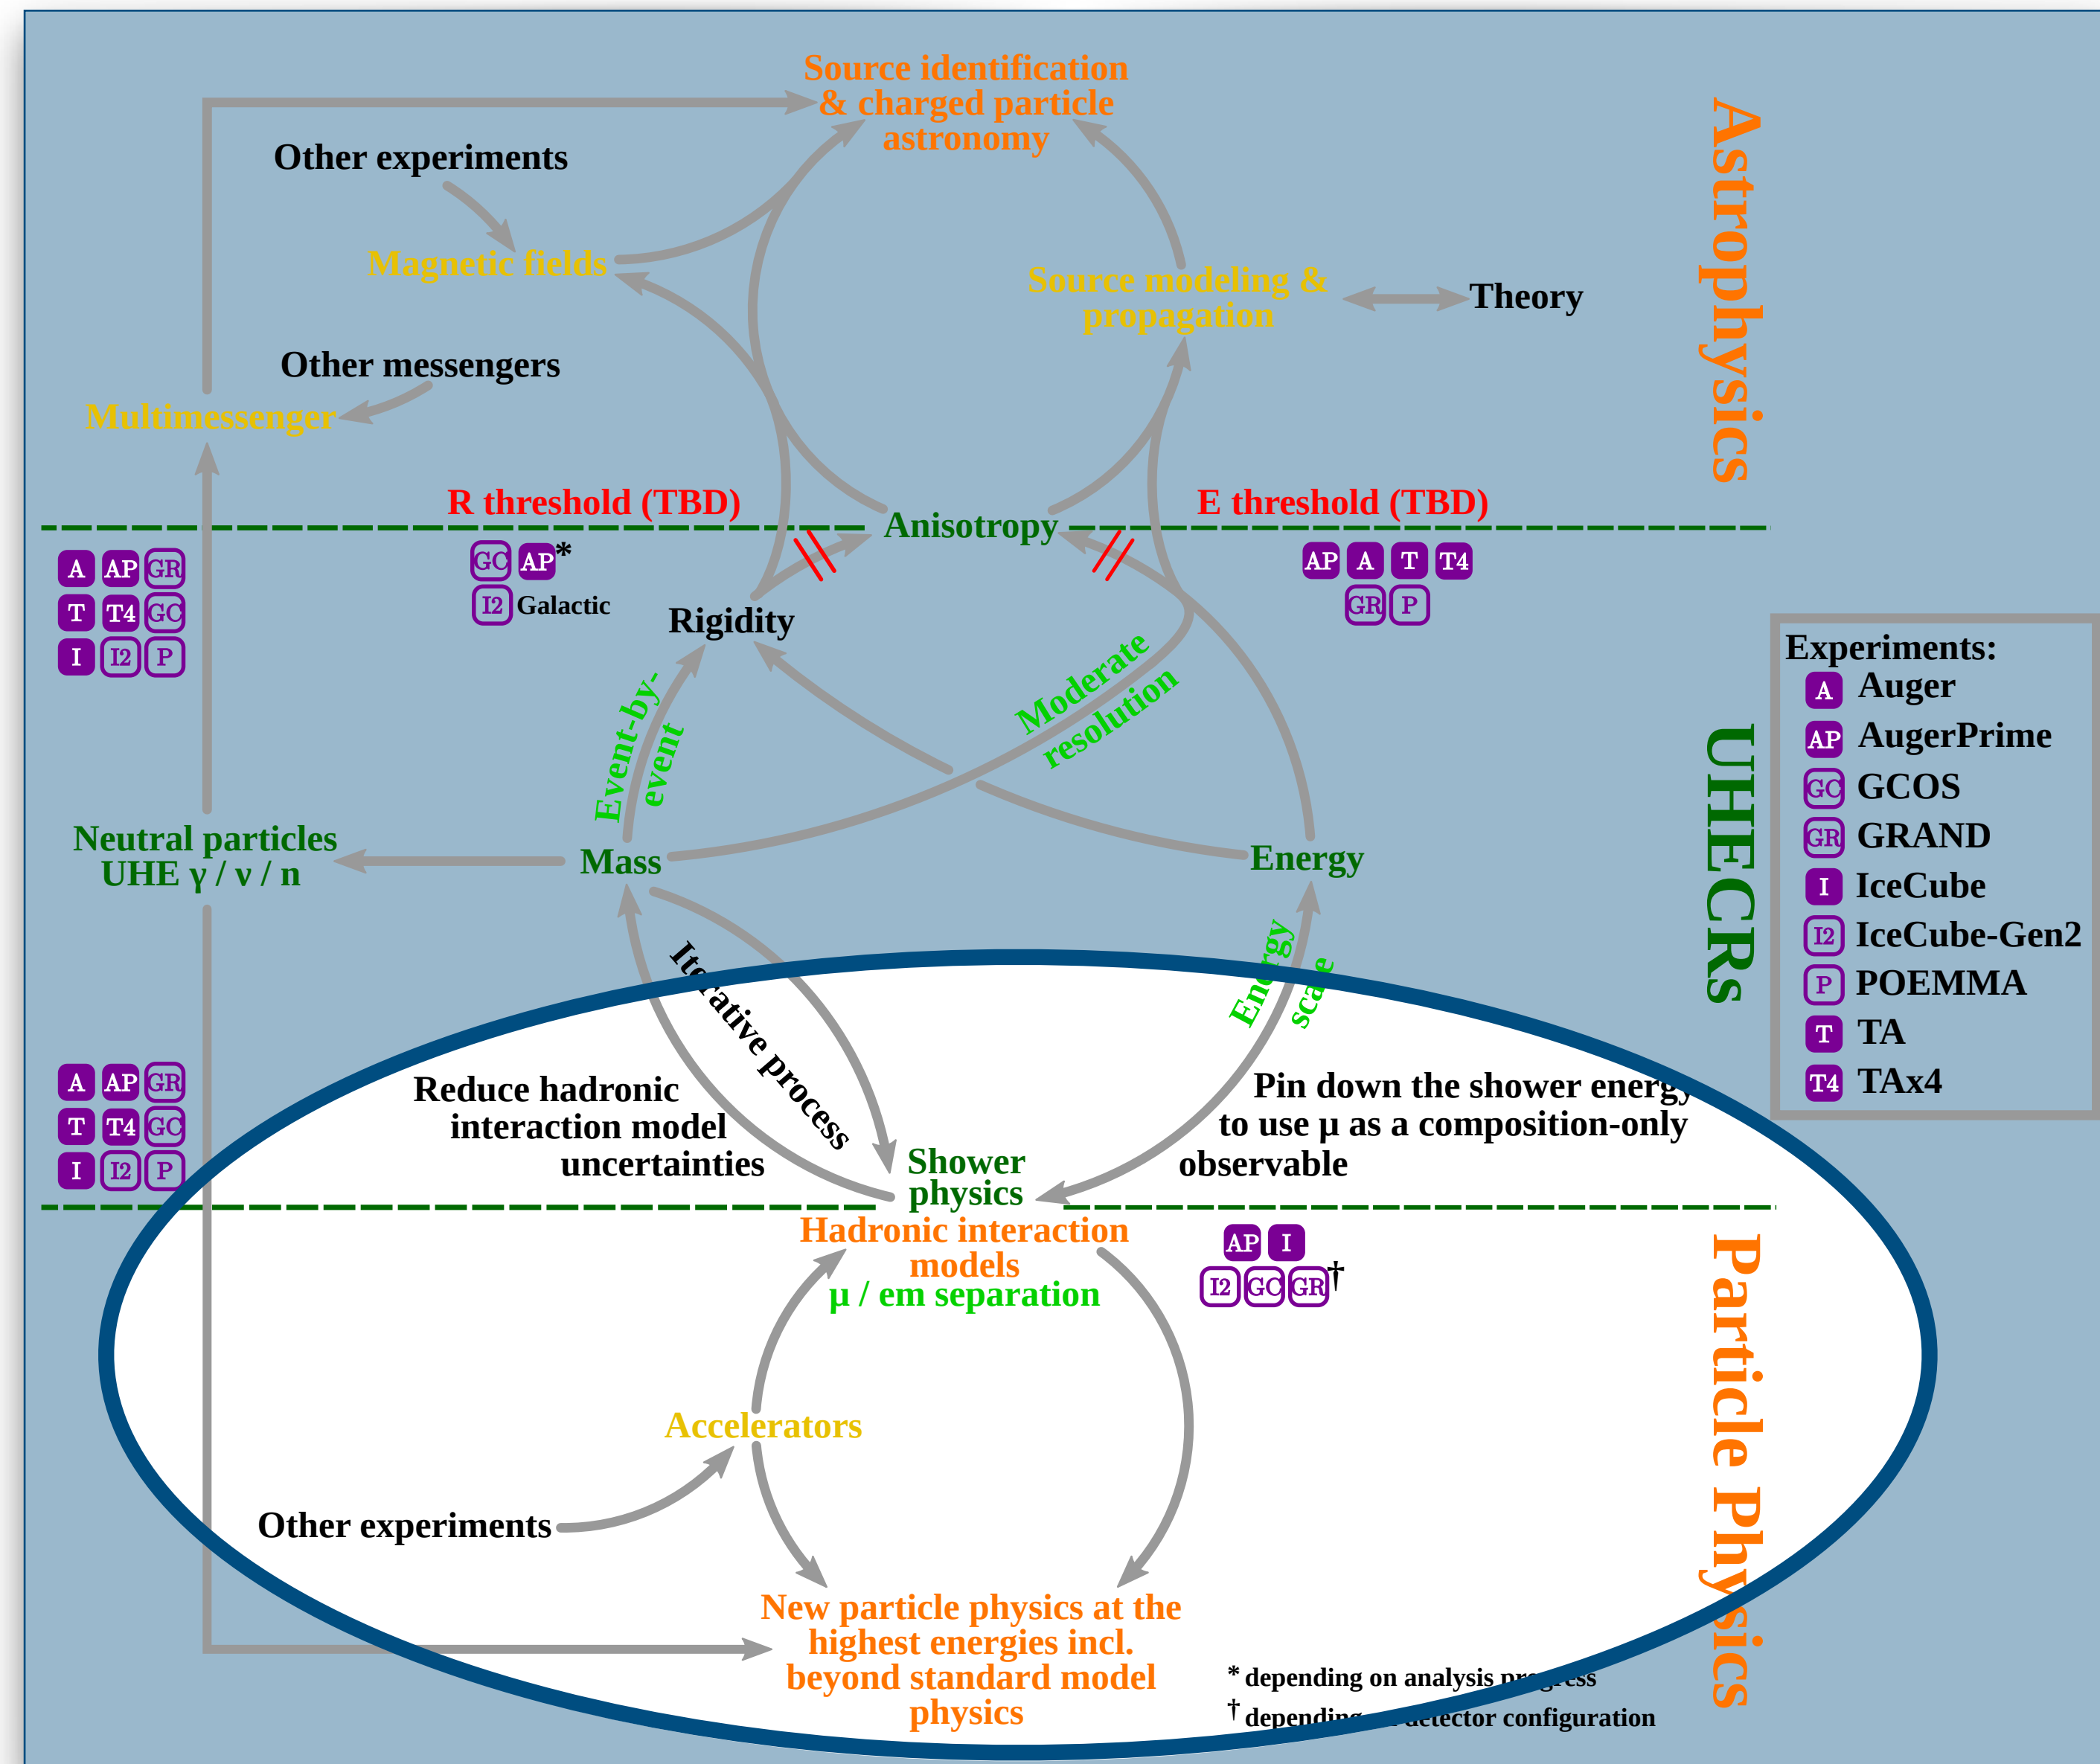 Source identification
& charged particle
astronomy
Other experiments
Magnetic fields
Source modeling &
propagation
Theory
Other messengers
Multimessenger
Astrophysics
R threshold (TBD)
E threshold (TBD)
Anisotropy
A AP GR
T T4 GC
I I2 P
GC AP*
I2 Galactic
AP A T T4
GR P
Rigidity
Event-by-
event
Moderate
resolution
Neutral particles
UHE γ / ν / n
Mass
Energy
UHECRs
Experiments:
A Auger
AP AugerPrime
GC GCOS
GR GRAND
I IceCube
I2 IceCube-Gen2
P POEMMA
T TA
T4 TAx4
Iterative process
Energy
scale
A AP GR
T T4 GC
I I2 P
Reduce hadronic
interaction model
uncertainties
Pin down the shower energy
to use μ as a composition-only
observable
Shower
physics
Hadronic interaction
models
μ / em separation
AP I
I2 GC GR†
Particle Physics
Accelerators
Other experiments
New particle physics at the
highest energies incl.
beyond standard model
physics
* depending on analysis progress
† depending detector configuration